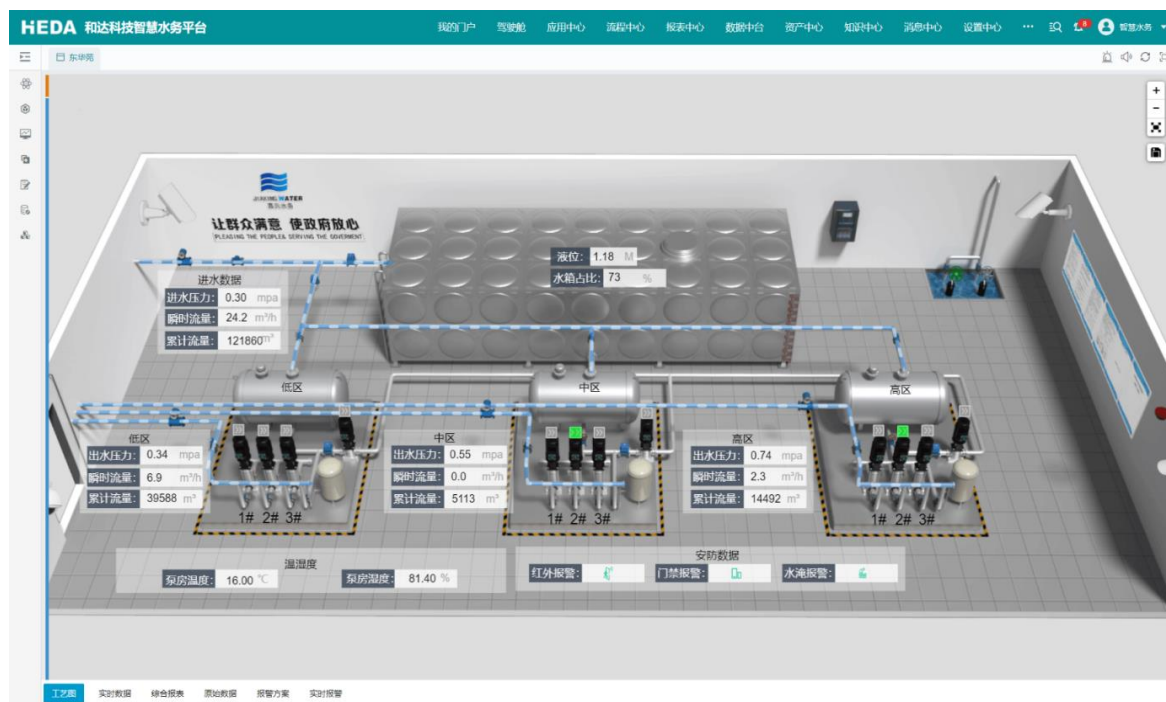 HEDA 和达科技智慧水务平台
我的门户 驾驶舱 应用中心 流程中心 报表中心 数据中台 资产中心 知识中心 消息中心 设置中心 ··· 8 智慧水务
东华苑
WATER
让群众满意 使政府放心
PLEASING THE PEOPLE& SERVING THE GOVERNMENT
液位: 1.18 M
水箱占比: 73 %
进水数据
进水压力: 0.30 mpa
瞬时流量: 24.2 m³/h
累计流量: 121860m³
低区 中区 高区
低区
出水压力: 0.34 mpa
瞬时流量: 6.9 m³/h
累计流量: 39588 m³
1# 2# 3#
中区
出水压力: 0.55 mpa
瞬时流量: 0.0 m³/h
累计流量: 5113 m³
1# 2# 3#
高区
出水压力: 0.74 mpa
瞬时流量: 2.3 m³/h
累计流量: 14492 m³
1# 2# 3#
温湿度
泵房温度: 16.00 ℃ 泵房湿度: 81.40 %
安防数据
红外报警: 门禁报警: 水淹报警:
工艺图 实时数据 综合报表 原始数据 报警方案 实时报警